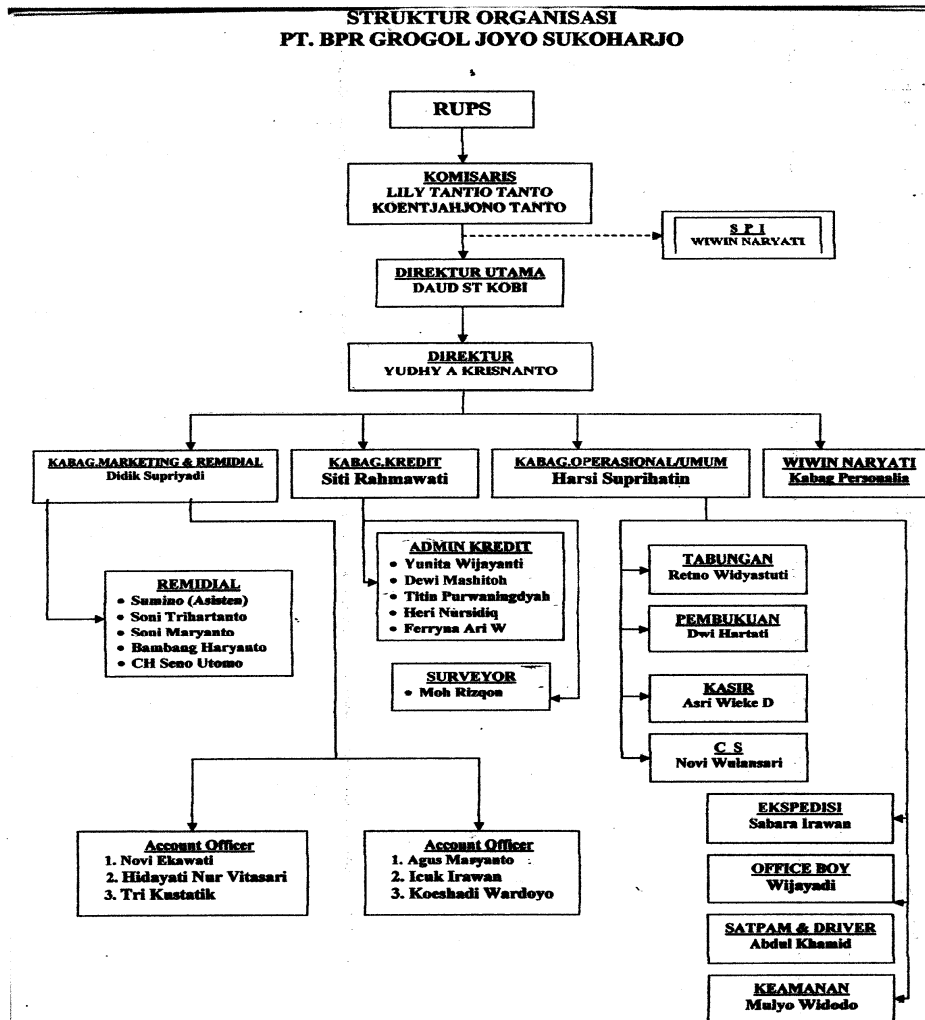 STRUKTUR ORGANISASI
PT. BPR GROGOL JOYO SUKOHARJO
RUPS
KOMISARIS
LILY TANTIO TANTO
KOENTJAHJONO TANTO
S P I
WIWIN NARYATI
DIREKTUR UTAMA
DAUD ST KOBI
DIREKTUR
YUDHY A KRISNANTO
KABAG.MARKETING & REMIDIAL
Didik Supriyadi
KABAG.KREDIT
Siti Rahmawati
KABAG.OPERASIONAL/UMUM
Harsi Suprihatin
WIWIN NARYATI
Kabag Personalia
REMIDIAL
• Sumino (Asisten)
• Soni Trihartanto
• Soni Maryanto
• Bambang Haryanto
• CH Seno Utomo
ADMIN KREDIT
• Yunita Wijayanti
• Dewi Mashitoh
• Titin Purwaningdyah
• Heri Nursidiq
• Ferryna Ari W
SURVEYOR
• Moh Rizqon
TABUNGAN
Retno Widyastuti
PEMBUKUAN
Dwi Hartati
KASIR
Asri Wieke D
C S
Novi Wulansari
Account Officer
1. Novi Ekawati
2. Hidayati Nur Vitasari
3. Tri Kustatik
Account Officer
1. Agus Maryanto
2. Icuk Irawan
3. Koeshadi Wardoyo
EKSPEDISI
Sabara Irawan
OFFICE BOY
Wijayadi
SATPAM & DRIVER
Abdul Khamid
KEAMANAN
Mulyo Widodo